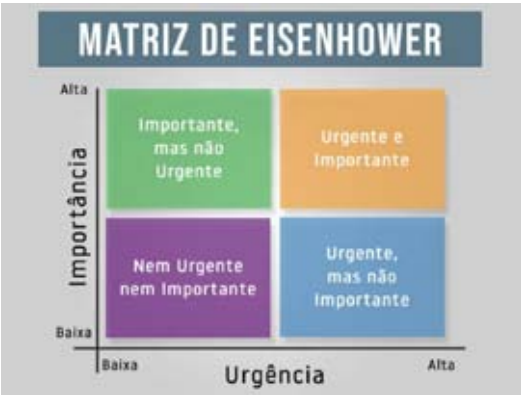 MATRIZ DE EISENHOWER
Alta
Importância
Baixa
Importante,
mas não
Urgente
Urgente e
Importante
Nem Urgente
nem Importante
Urgente,
mas não
Importante
Baixa
Urgência
Alta